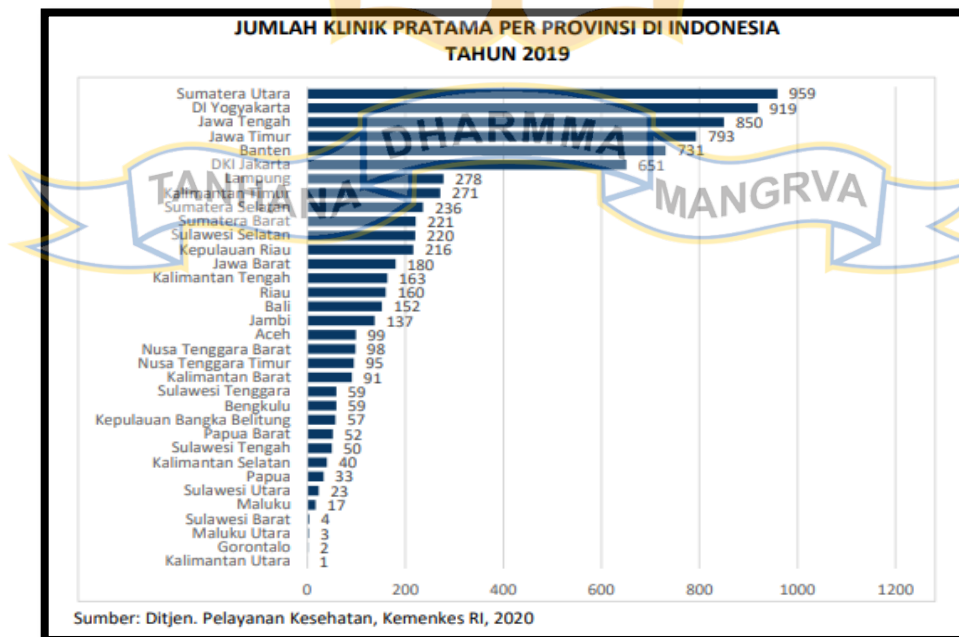 JUMLAH KLINIK PRATAMA PER PROVINSI DI INDONESIA
TAHUN 2019
Sumatera Utara 959
DI Yogyakarta 919
Jawa Tengah 850
Jawa Timur 793
Banten 731
DKI Jakarta 651
Lampung 278
Kalimantan Timur 271
Sumatera Selatan 236
Sumatera Barat 221
Sulawesi Selatan 220
Kepulauan Riau 216
Jawa Barat 180
Kalimantan Tengah 163
Riau 160
Bali 152
Jambi 137
Aceh 99
Nusa Tenggara Barat 98
Nusa Tenggara Timur 95
Kalimantan Barat 91
Sulawesi Tenggara 59
Bengkulu 59
Kepulauan Bangka Belitung 57
Papua Barat 52
Sulawesi Tengah 50
Kalimantan Selatan 40
Papua 33
Sulawesi Utara 23
Maluku 17
Sulawesi Barat 4
Maluku Utara 3
Gorontalo 2
Kalimantan Utara 1
0 200 400 600 800 1000 1200
Sumber: Ditjen. Pelayanan Kesehatan, Kemenkes RI, 2020
TANHANA DHARMMA MANGRVA